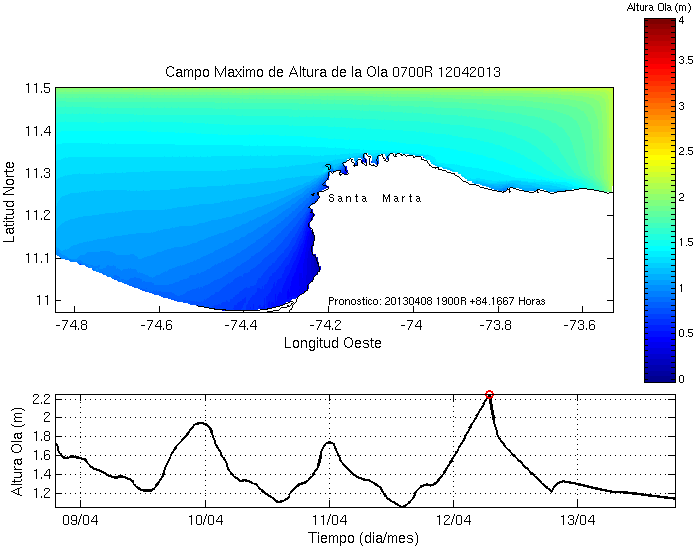 Altura Ola (m)
Campo Maximo de Altura de la Ola 0700R 12042013
4
3.5
3
2.5
2
1.5
1
0.5
0
Latitud Norte
11.5
11.4
11.3
11.2
11.1
11
Santa Marta
Pronostico: 20130408 1900R +84.1667 Horas
-74.8 -74.7 -74.6 -74.4 -74.2 -74 -73.8 -73.6
Longitud Oeste
Altura Ola (m)
2.2
2
1.8
1.6
1.4
1.2
09/04 10/04 11/04 12/04 13/04
Tiempo (dia/mes)